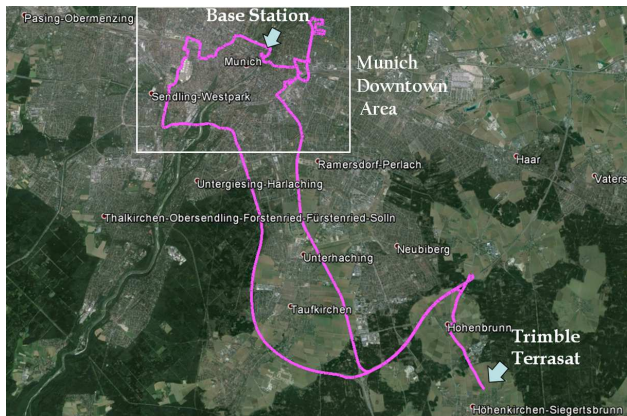 Pasing-Obermenzing
Base Station
Munich
Munich
Downtown
Area
Sendling-Westpark
Ramersdorf-Perlach
Haar
Vaters
Untergiesing-Harlaching
Thalkirchen-Obersendling-Forstenried-Fürstenried-Solln
Neubiberg
Unterhaching
Taufkirchen
Hohenbrunn
Trimble
Terrasat
Höhenkirchen-Siegertsbrunn